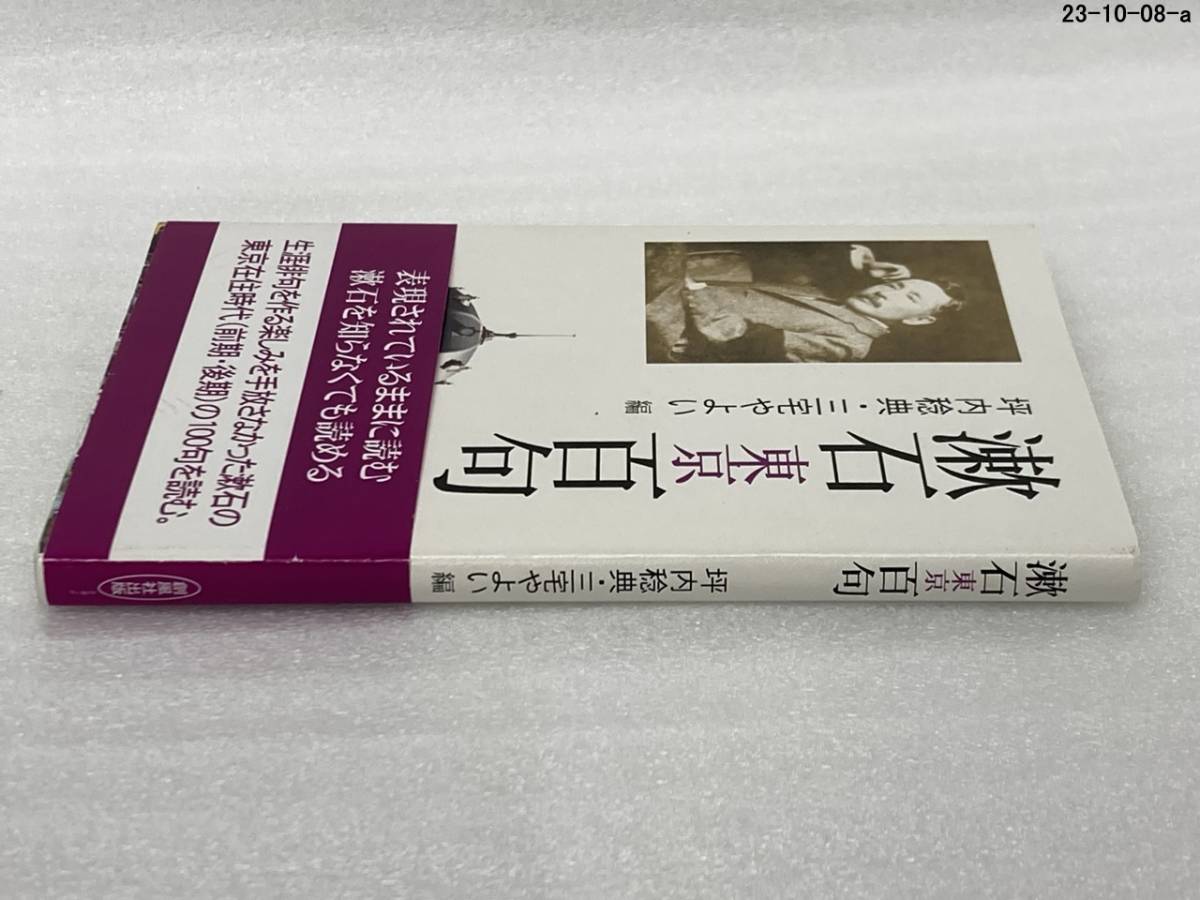 23-10-08-a
漱石東京百句
坪内稔典・三宅やよい 編
表現されているままに読む
漱石を知らなくても読める
生涯俳句を作る楽しみを手放さなかった漱石の
東京在住時代(前期・後期)の100句を読む。
漱石東京百句
坪内稔典・三宅やよい 編
創風社出版